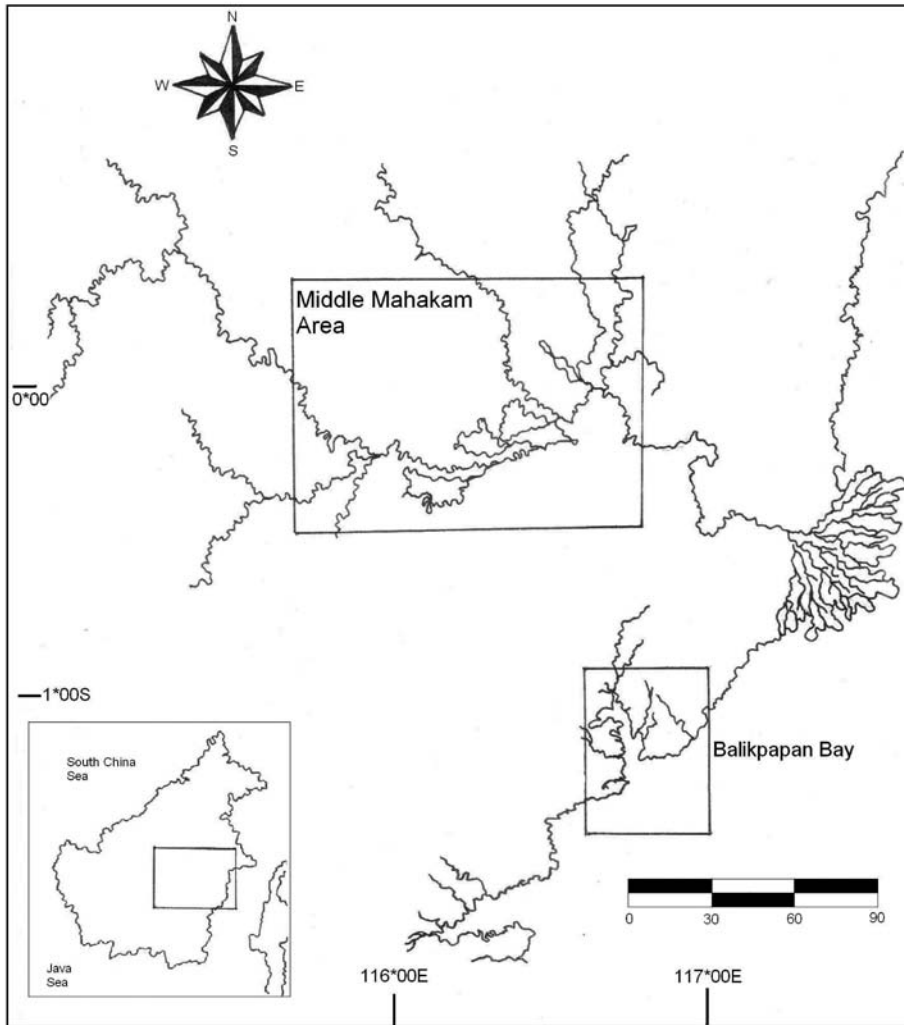 N
W E
S
Middle Mahakam
Area
0*00
1*00S
Balikpapan Bay
South China
Sea
Java
Sea
0 30 60 90
116*00E 117*00E